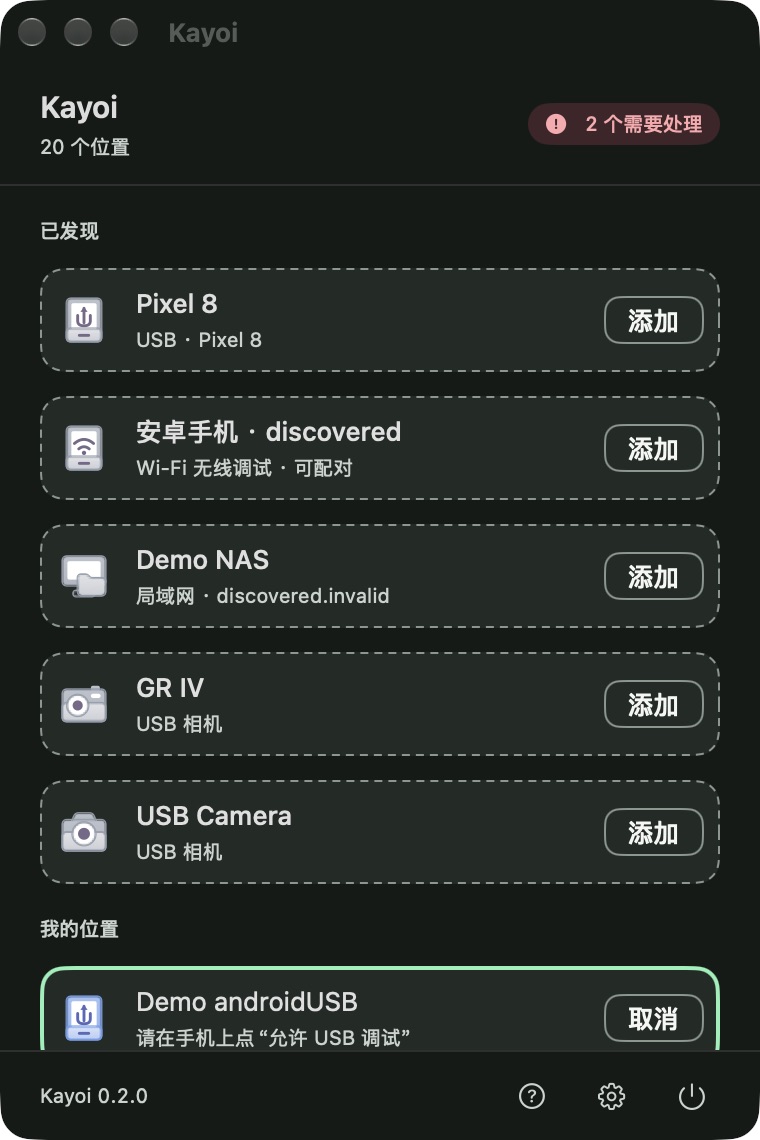 Kayoi
Kayoi
20 个位置
2 个需要处理
已发现
Pixel 8
USB · Pixel 8
添加
安卓手机 · discovered
Wi-Fi 无线调试 · 可配对
添加
Demo NAS
局域网 · discovered.invalid
添加
GR IV
USB 相机
添加
USB Camera
USB 相机
添加
我的位置
Demo androidUSB
请在手机上点“允许 USB 调试”
取消
Kayoi 0.2.0